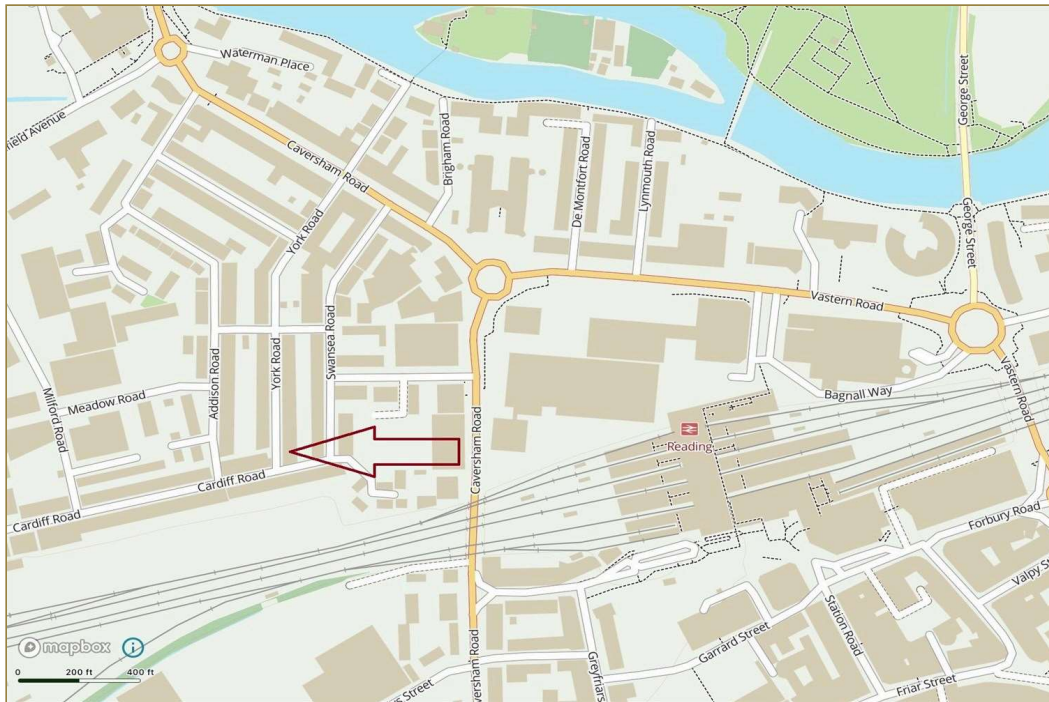 Waterman Place
field Avenue
Caversham Road
Brigham Road
De Montfort Road
Lynmouth Road
George Street
George Street
York Road
Swansea Road
Vastern Road
Addison Road
York Road
Milford Road
Meadow Road
Bagnall Way
Vastern Road
Reading
Caversham Road
Cardiff Road
Cardiff Road
Forbury Road
Valpy S
Station Road
Garrard Street
Greyfriars
Friar Street
versham Road
s Street
mapbox i
0 200 ft 400 ft